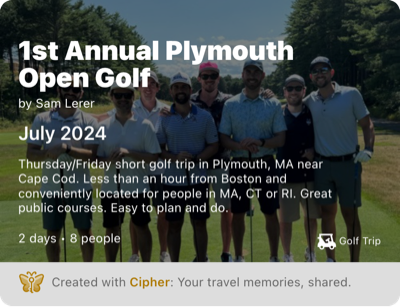 1st Annual Plymouth
Open Golf
by Sam Lerer
July 2024
Thursday/Friday short golf trip in Plymouth, MA near
Cape Cod. Less than an hour from Boston and
conveniently located for people in MA, CT or RI. Great
public courses. Easy to plan and do.
2 days • 8 people
Golf Trip
Created with Cipher: Your travel memories, shared.